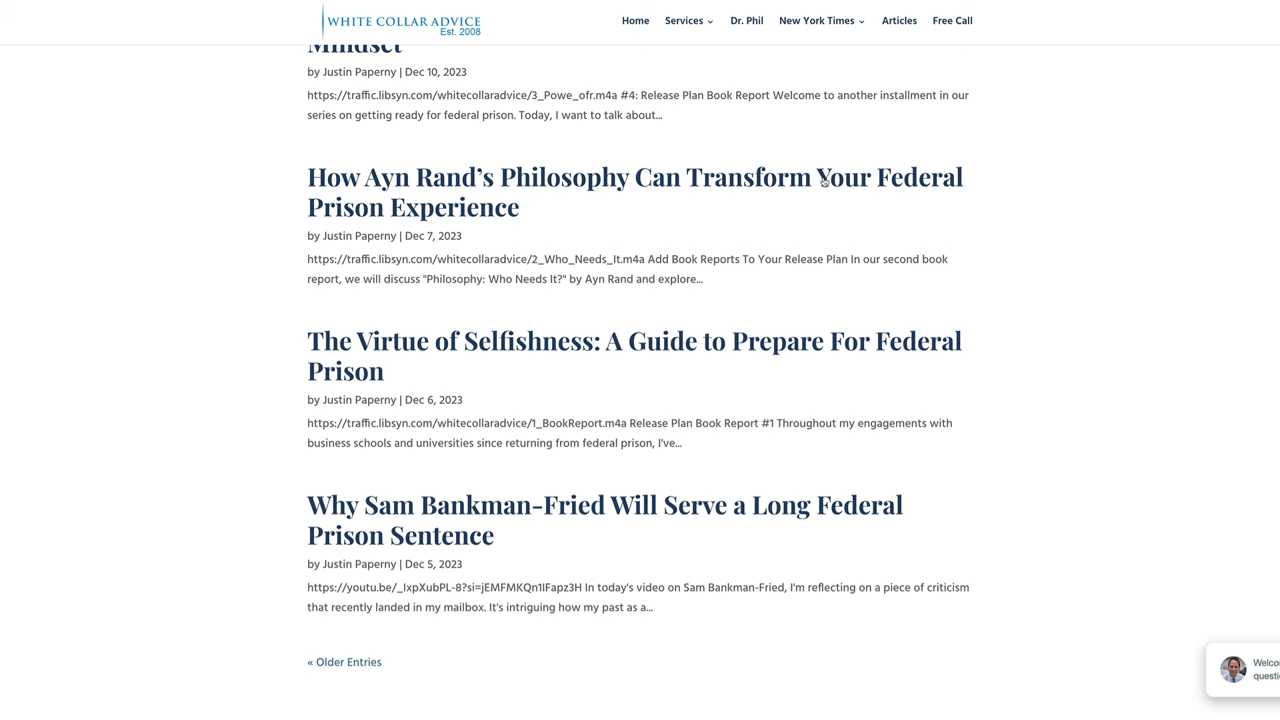 WHITE COLLAR ADVICE
Est. 2008
Home Services Dr. Phil New York Times Articles Free Call
Mindset
by Justin Paperny | Dec 10, 2023
https://traffic.libsyn.com/whitecollaradvice/3_Powe_ofr.m4a #4: Release Plan Book Report Welcome to another installment in our
series on getting ready for federal prison. Today, I want to talk about...
How Ayn Rand’s Philosophy Can Transform Your Federal
Prison Experience
by Justin Paperny | Dec 7, 2023
https://traffic.libsyn.com/whitecollaradvice/2_Who_Needs_It.m4a Add Book Reports To Your Release Plan In our second book
report, we will discuss "Philosophy: Who Needs It?" by Ayn Rand and explore...
The Virtue of Selfishness: A Guide to Prepare For Federal
Prison
by Justin Paperny | Dec 6, 2023
https://traffic.libsyn.com/whitecollaradvice/1_BookReport.m4a Release Plan Book Report #1 Throughout my engagements with
business schools and universities since returning from federal prison, I've...
Why Sam Bankman-Fried Will Serve a Long Federal
Prison Sentence
by Justin Paperny | Dec 5, 2023
https://youtu.be/_IxpXubPL-8?si=jEMFMKQn1IFapz3H In today's video on Sam Bankman-Fried, I'm reflecting on a piece of criticism
that recently landed in my mailbox. It's intriguing how my past as a...
« Older Entries